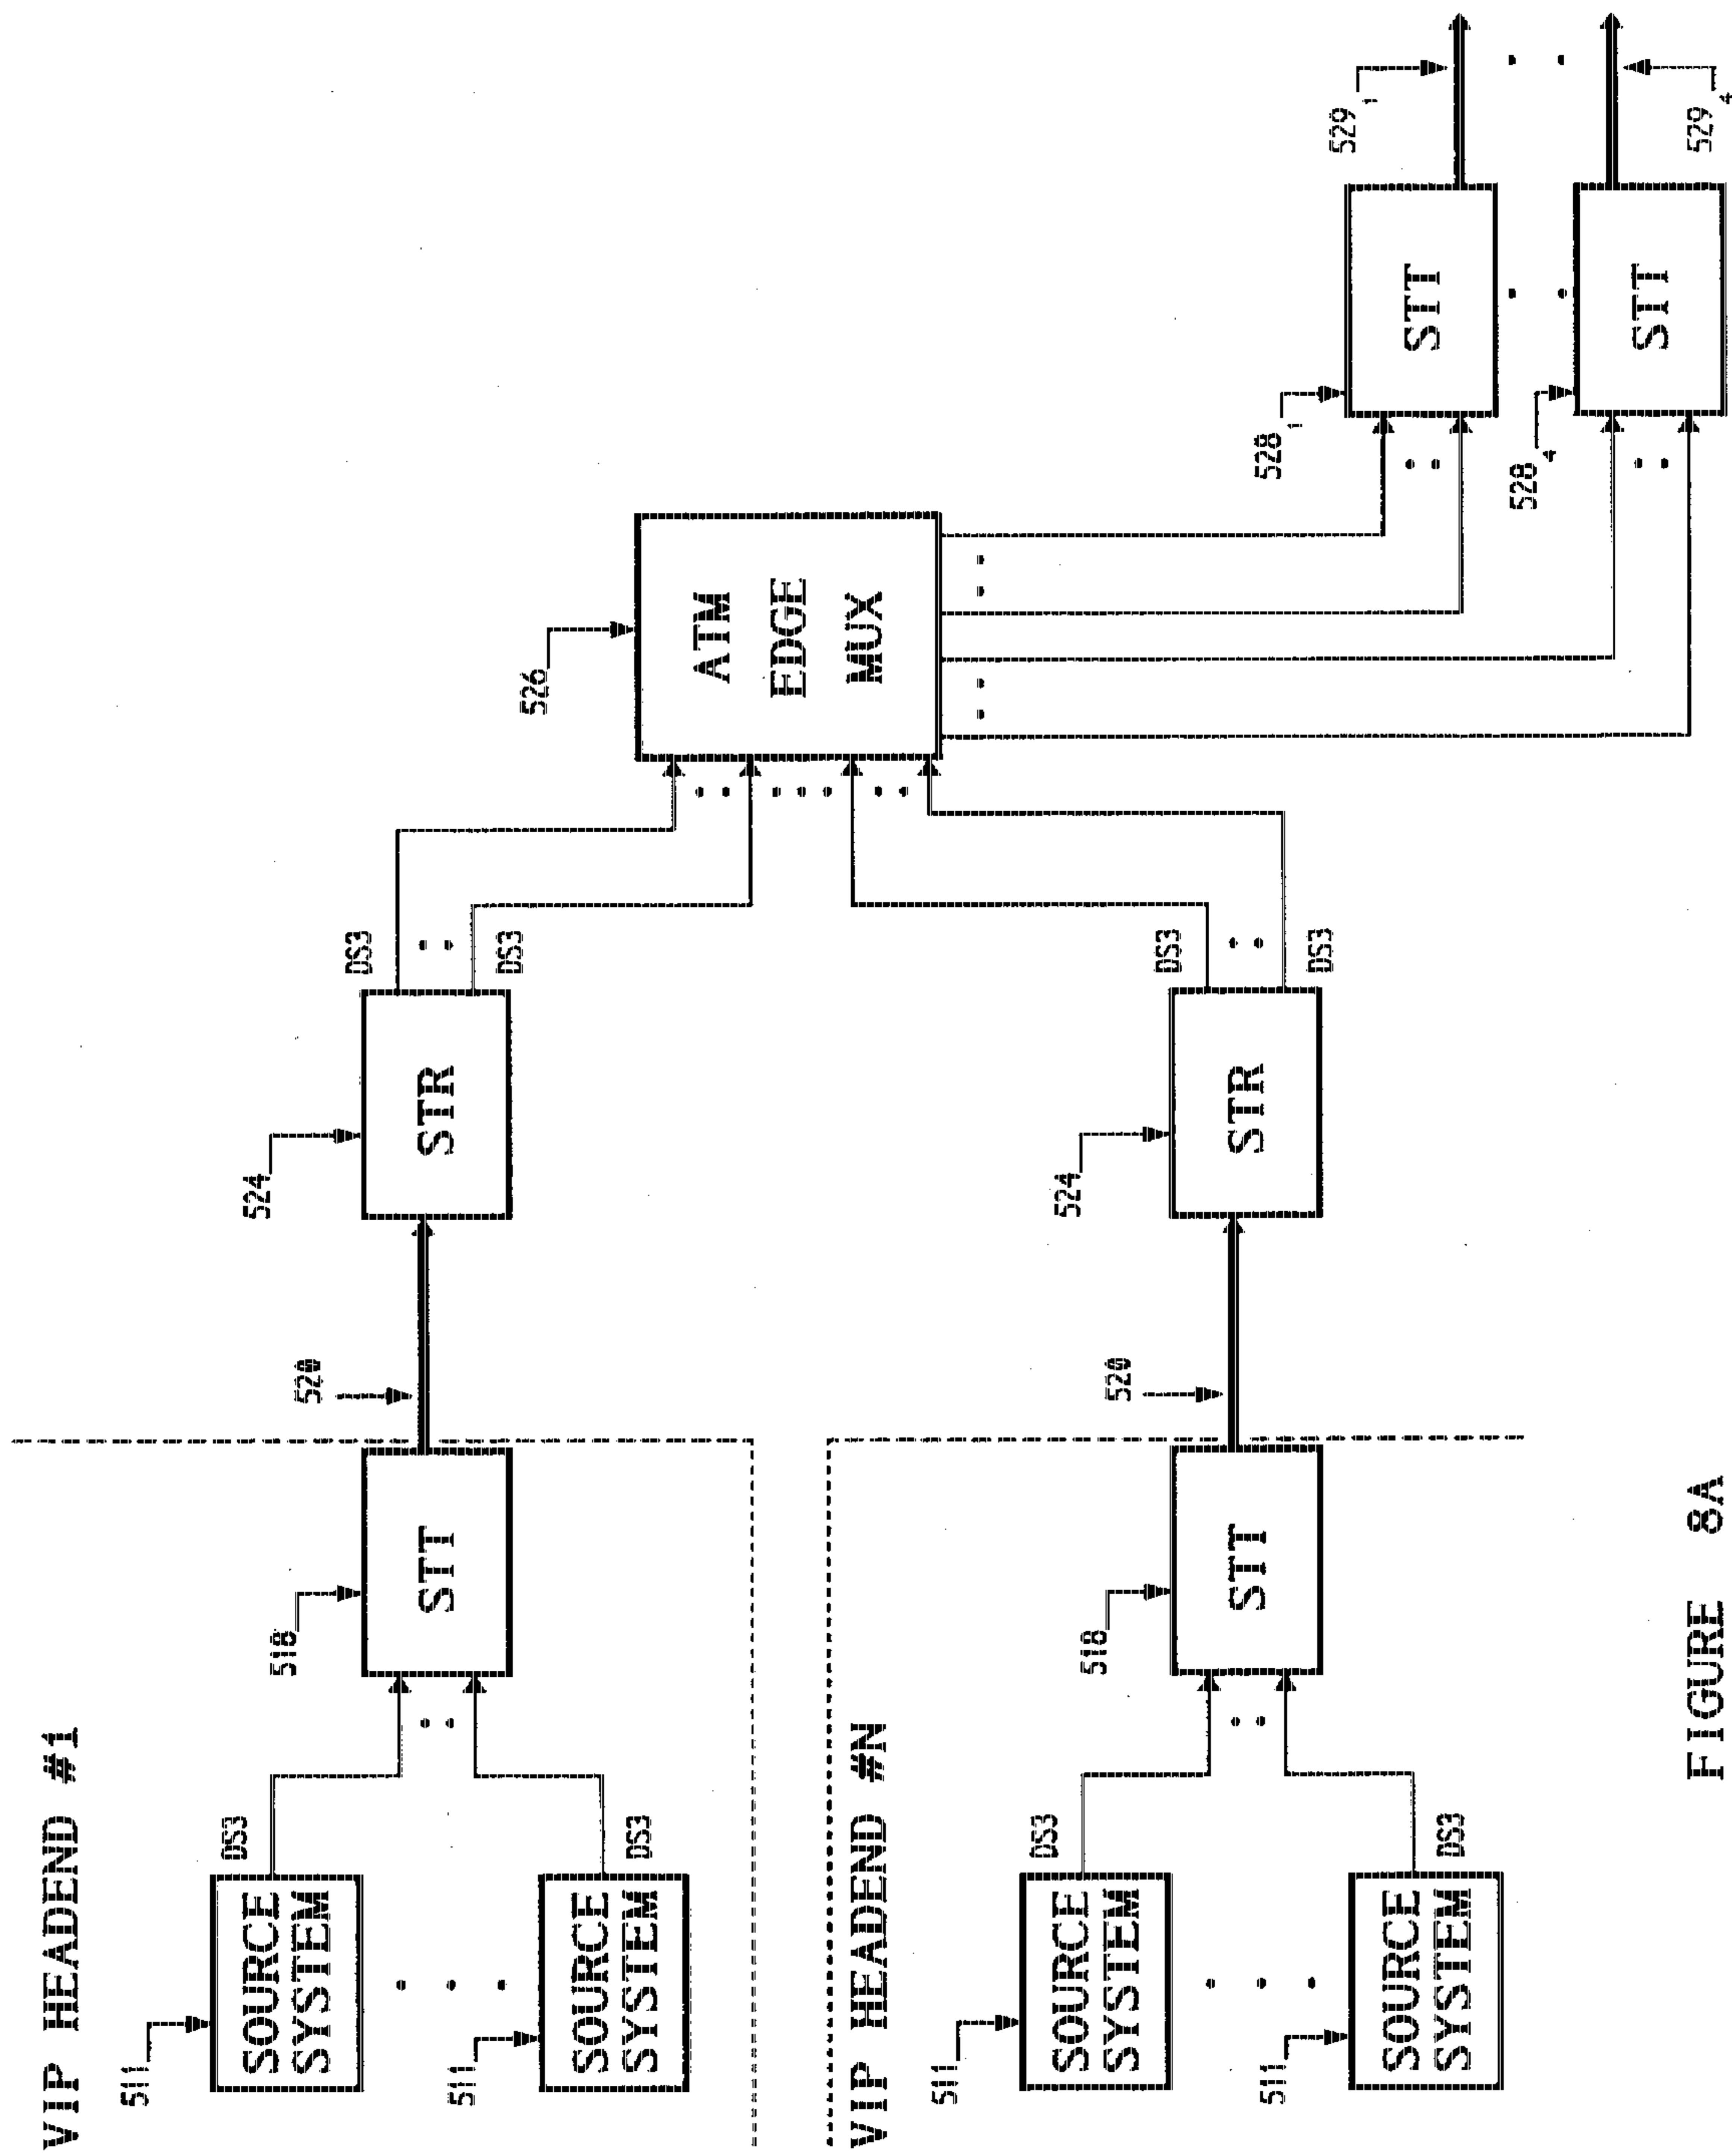 VIP HEADEND #1
511
SOURCE
SYSTEM
DS3
511
SOURCE
SYSTEM
DS3
518
STT
520
524
STR
DS3
DS3
VIP HEADEND #N
511
SOURCE
SYSTEM
DS3
511
SOURCE
SYSTEM
DS3
518
STT
520
524
STR
DS3
DS3
526
ATM
EDGE
MUX
528 1
STT
529 1
528 4
STT
529 4
FIGURE 8A